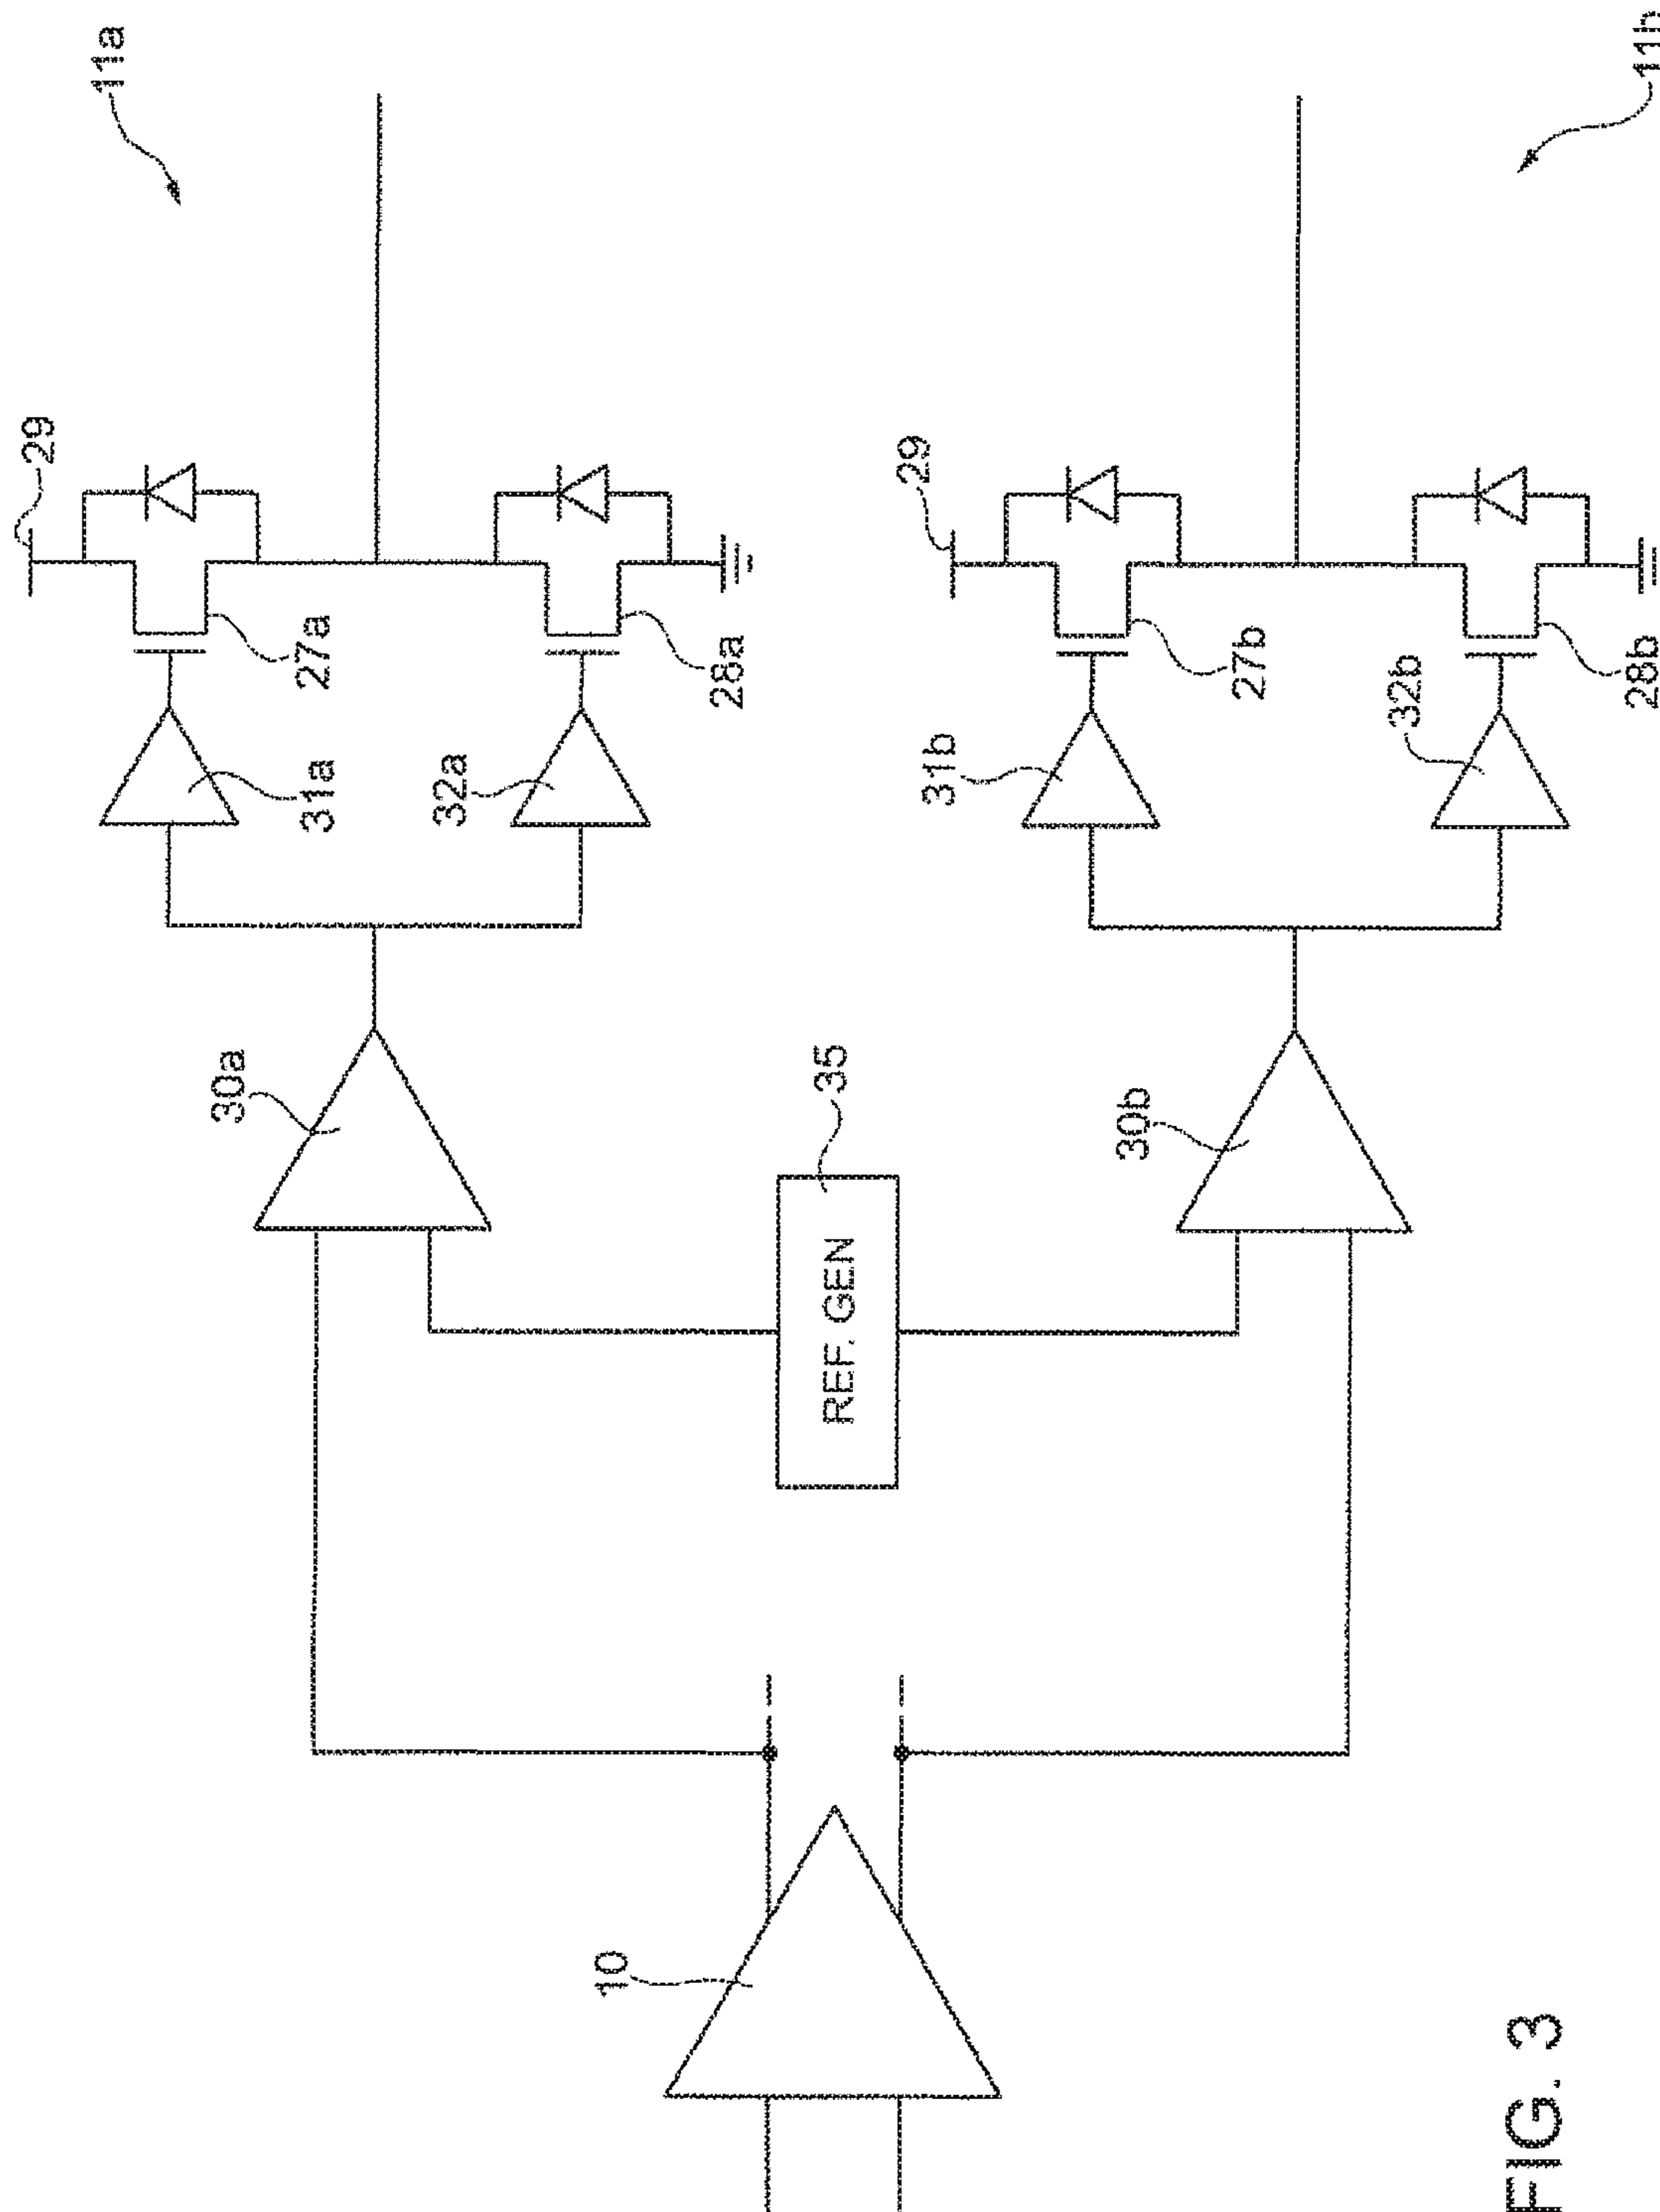 11a
29
27a
31a
28a
32a
30a
35
REF. GEN
29
27b
31b
28b
32b
30b
11b
10
FIG. 3